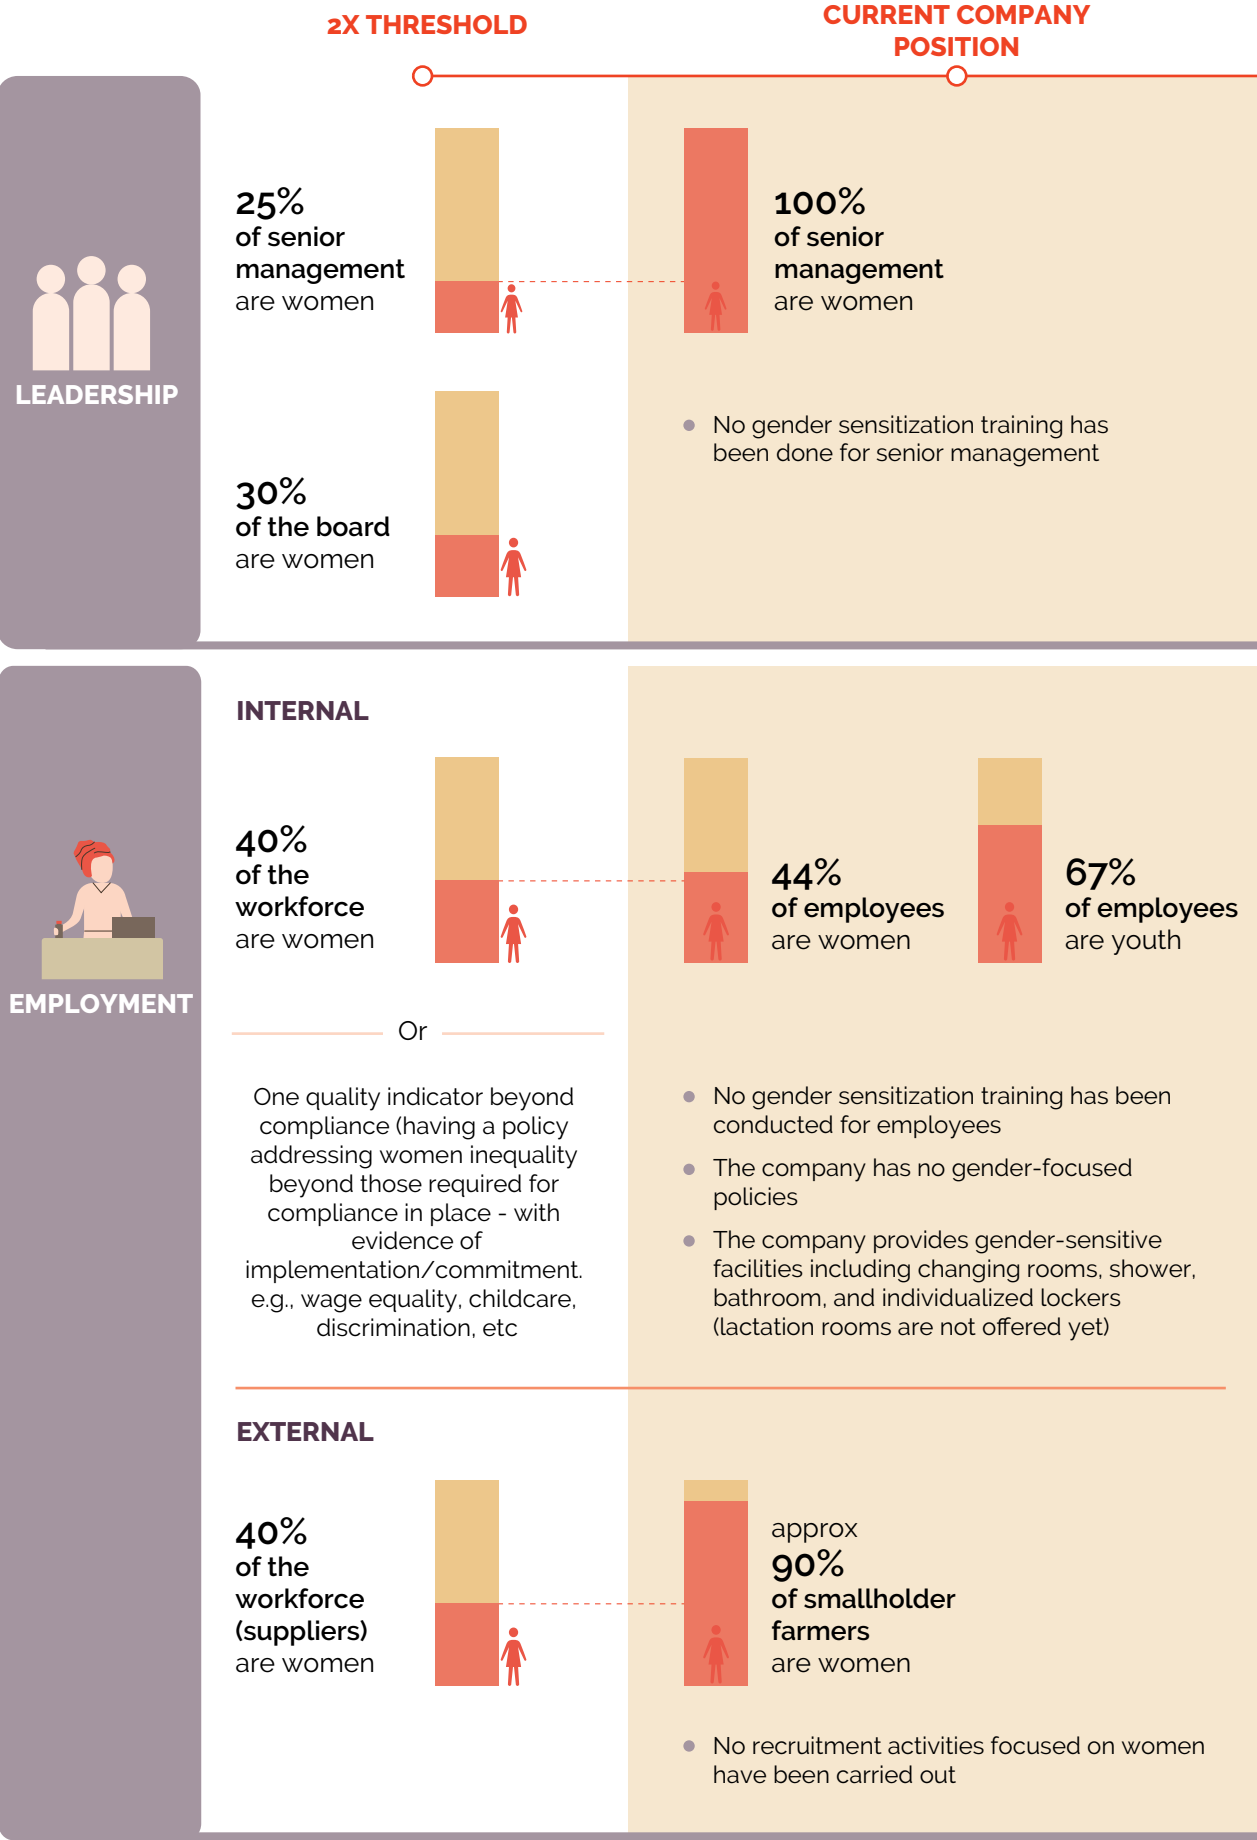 2X THRESHOLD
CURRENT COMPANY
POSITION
LEADERSHIP
25%
of senior
management
are women
100%
of senior
management
are women
30%
of the board
are women
No gender sensitization training has
been done for senior management
EMPLOYMENT
INTERNAL
40%
of the
workforce
are women
44%
of employees
are women
67%
of employees
are youth
Or
One quality indicator beyond
compliance (having a policy
addressing women inequality
beyond those required for
compliance in place - with
evidence of
implementation/commitment.
e.g., wage equality, childcare,
discrimination, etc
No gender sensitization training has been
conducted for employees
The company has no gender-focused
policies
The company provides gender-sensitive
facilities including changing rooms, shower,
bathroom, and individualized lockers
(lactation rooms are not offered yet)
EXTERNAL
40%
of the
workforce
(suppliers)
are women
approx
90%
of smallholder
farmers
are women
No recruitment activities focused on women
have been carried out